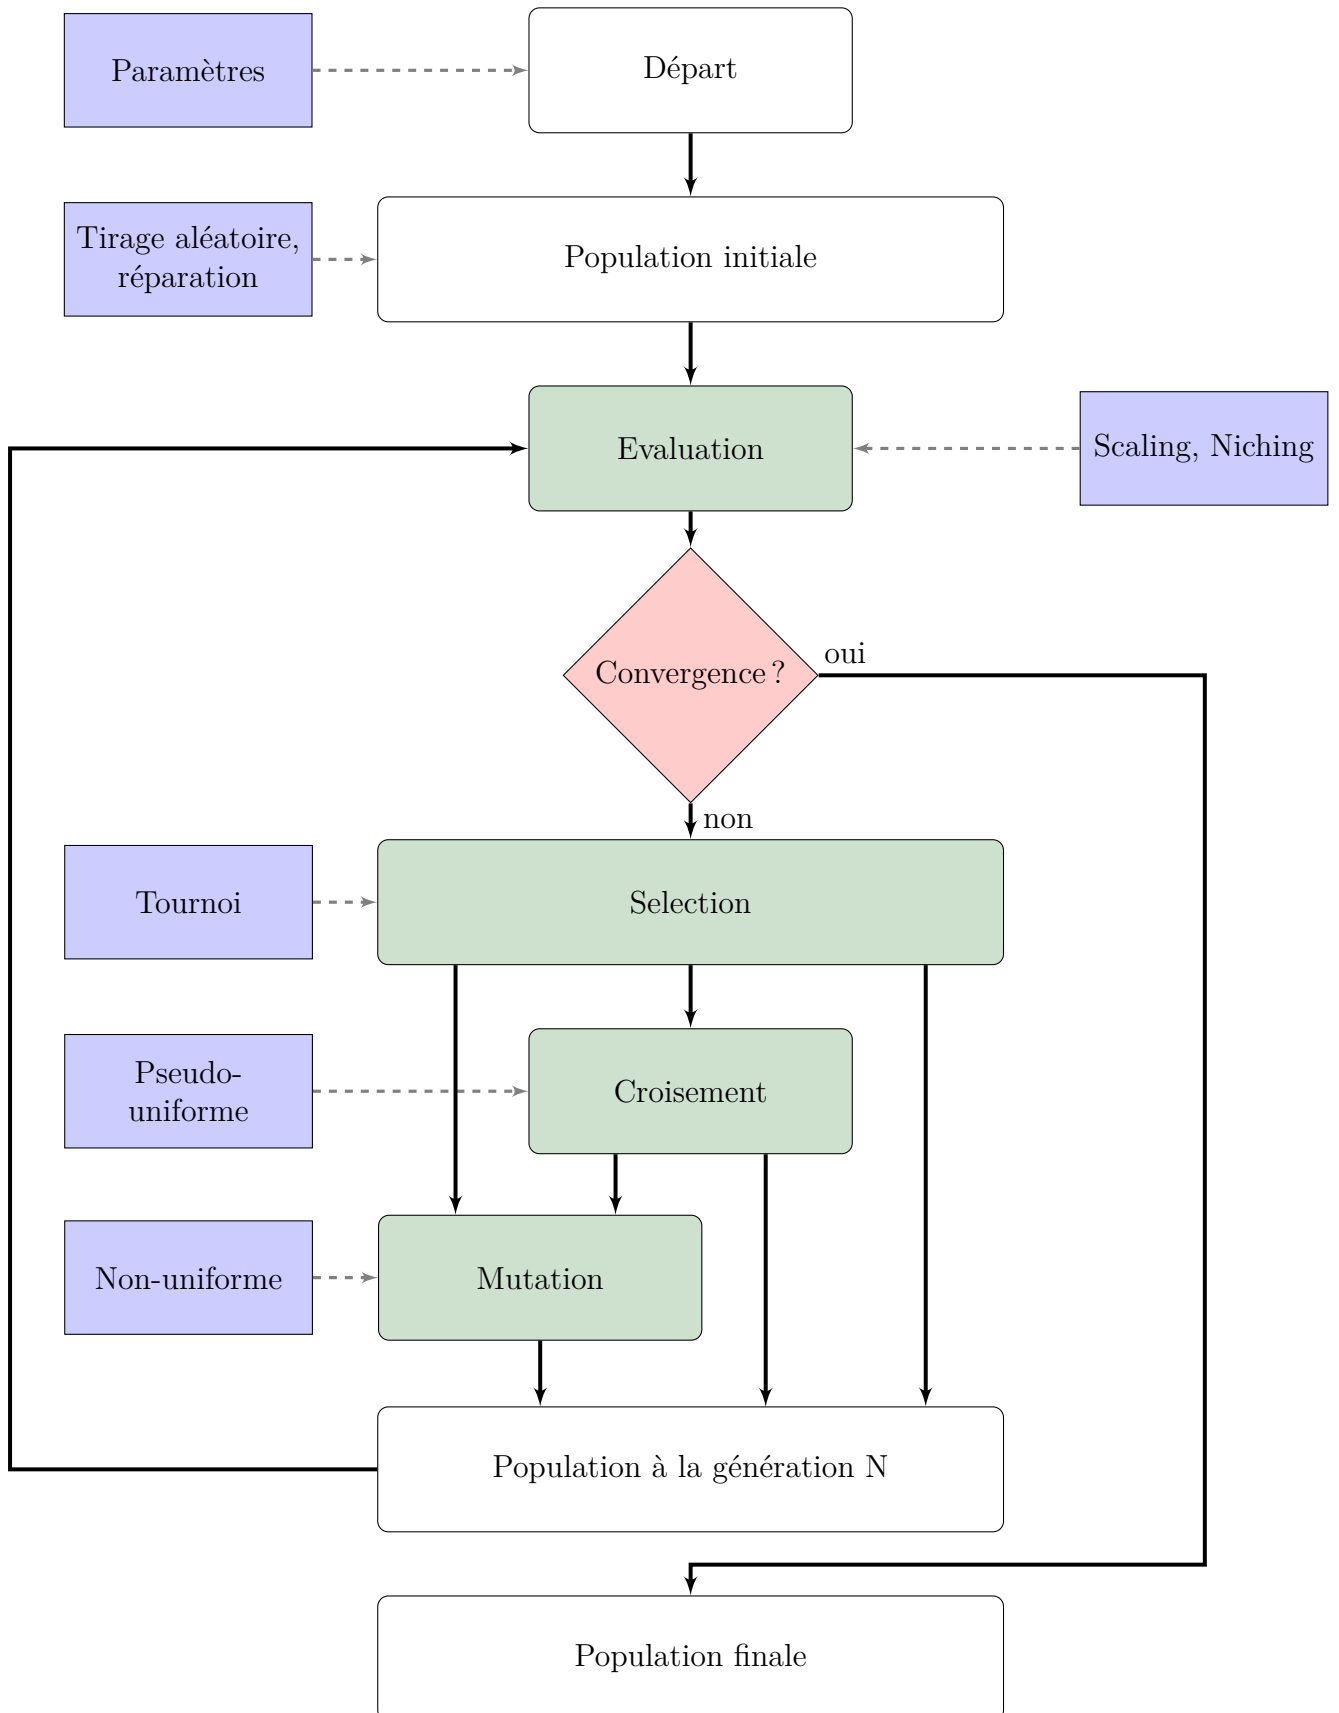 Paramètres
Départ
Tirage aléatoire,
réparation
Population initiale
Evaluation
Scaling, Niching
Convergence ?
oui
non
Tournoi
Selection
Pseudo-
uniforme
Croisement
Non-uniforme
Mutation
Population à la génération N
Population finale